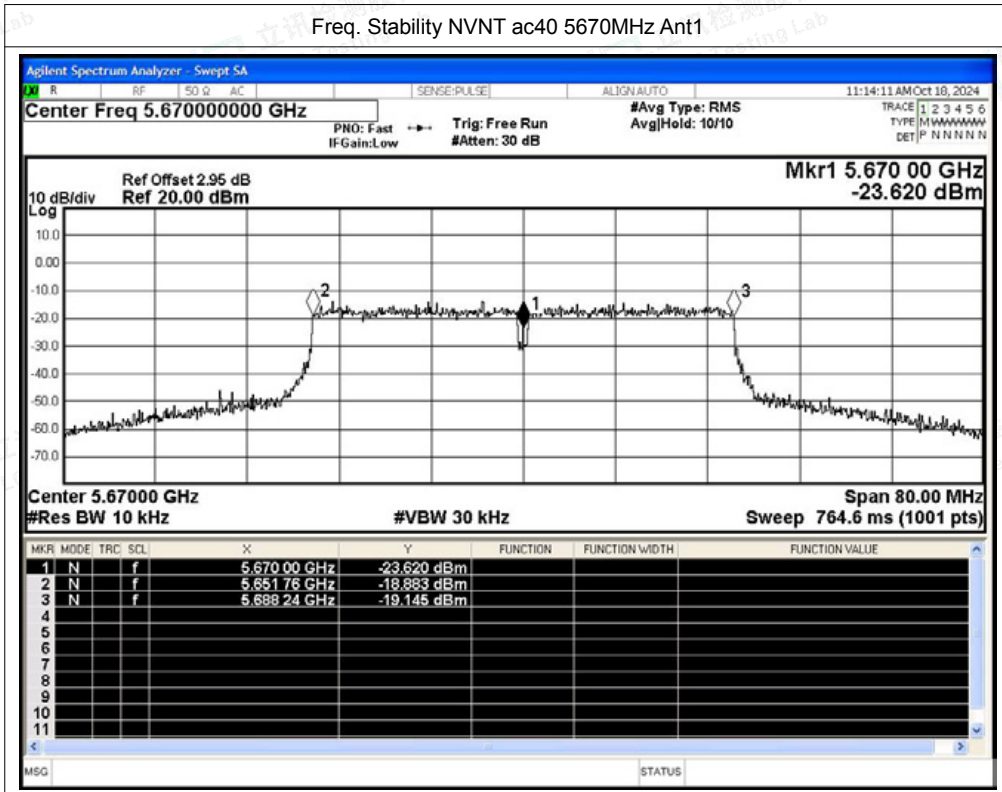 Freq. Stability NVNT ac40 5670MHz Ant1
Agilent Spectrum Analyzer - Swept SA
R RF 50 Ω AC SENSE:PULSE ALIGN AUTO 11:14:11 AM Oct 18, 2024
Center Freq 5.670000000 GHz #Avg Type: RMS TRACE 1 2 3 4 5 6
PNO: Fast Trig: Free Run Avg|Hold: 10/10 TYPE M
IFGain:Low #Atten: 30 dB DET P N N N N N
Mkr1 5.670 00 GHz
Ref Offset 2.95 dB -23.620 dBm
10 dB/div Ref 20.00 dBm
Log
10.0
0.00
-10.0
2 1 3
-20.0
-30.0
-40.0
-50.0
-60.0
-70.0
Center 5.67000 GHz Span 80.00 MHz
#Res BW 10 kHz #VBW 30 kHz Sweep 764.6 ms (1001 pts)
MKR MODE TRC SCL X Y FUNCTION FUNCTION WIDTH FUNCTION VALUE
1 N f 5.670 00 GHz -23.620 dBm
2 N f 5.651 76 GHz -18.883 dBm
3 N f 5.688 24 GHz -19.145 dBm
4
5
6
7
8
9
10
11
MSG STATUS